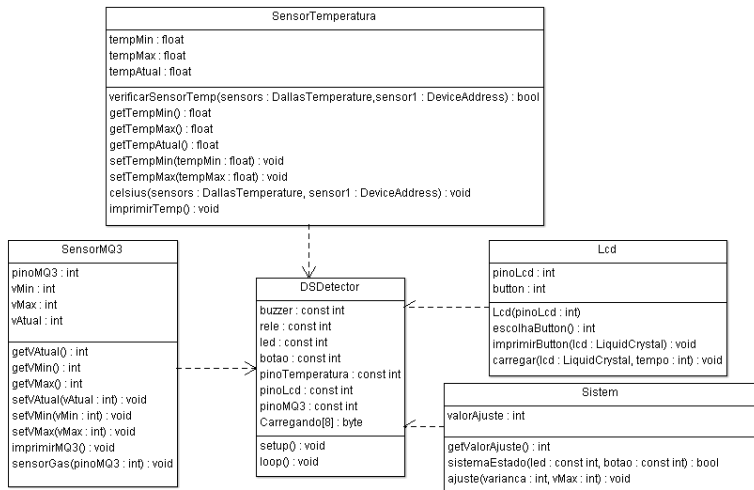 SensorTemperatura
tempMin : float
tempMax : float
tempAtual : float
verificarSensorTemp(sensors : DallasTemperature,sensor1 : DeviceAddress) : bool
getTempMin() : float
getTempMax() : float
getTempAtual() : float
setTempMin(tempMin : float) : void
setTempMax(tempMax : float) : void
celsius(sensors : DallasTemperature, sensor1 : DeviceAddress) : void
imprimirTemp() : void
SensorMQ3
pinoMQ3 : int
vMin : int
vMax : int
vAtual : int
getVAtual() : int
getVMin() : int
getVMax() : int
setVAtual(vAtual : int) : void
setVMin(vMin : int) : void
setVMax(vMax : int) : void
imprimirMQ3() : void
sensorGas(pinoMQ3 : int) : void
DSDetector
buzzer : const int
rele : const int
led : const int
botao : const int
pinoTemperatura : const int
pinoLcd : const int
pinoMQ3 : const int
Carregando[8] : byte
setup() : void
loop() : void
Lcd
pinoLcd : int
button : int
Lcd(pinoLcd : int)
escolhaButton() : int
imprimirButton(lcd : LiquidCrystal) : void
carregar(lcd : LiquidCrystal, tempo : int) : void
Sistem
valorAjuste : int
getValorAjuste() : int
sistemaEstado(led : const int, botao : const int) : bool
ajuste(varianca : int, vMax : int) : void